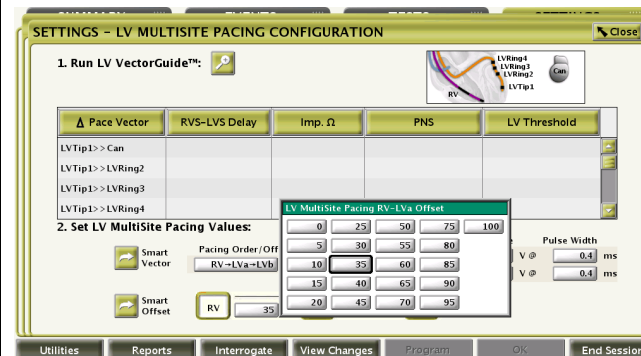 SETTINGS – LV MULTISITE PACING CONFIGURATION
Close
1. Run LV VectorGuide™:
LVRing4
LVRing3
LVRing2
LVTip1
RV
Can
Δ Pace Vector RVS–LVS Delay Imp. Ω PNS LV Threshold
LVTip1>>Can
LVTip1>>LVRing2
LVTip1>>LVRing3
LVTip1>>LVRing4
2. Set LV MultiSite Pacing Values:
Smart Vector
Pacing Order/Off
RV→LVa→LVb
Pulse Width
V @ 0.4 ms
V @ 0.4 ms
Smart Offset
RV 35
LV MultiSite Pacing RV–LVa Offset
0 25 50 75 100
5 30 55 80
10 35 60 85
15 40 65 90
20 45 70 95
Utilities Reports Interrogate View Changes Program OK End Session